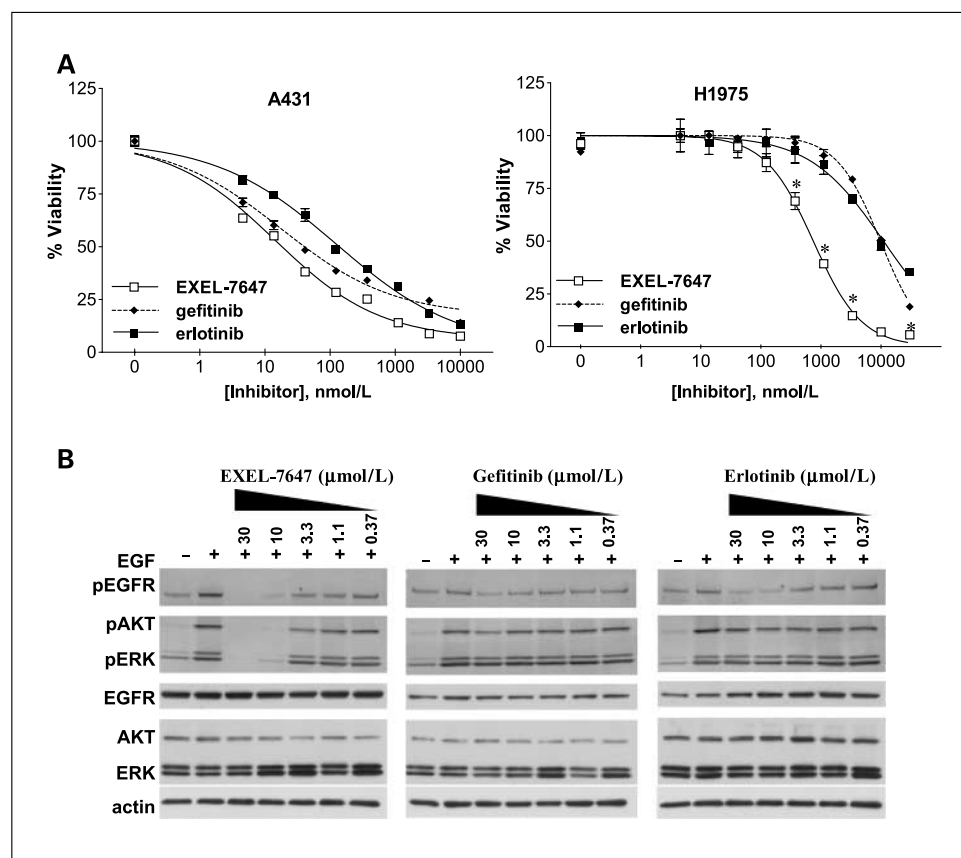 A
A431
125
100
75
50
25
0
% Viability
EXEL-7647
gefitinib
erlotinib
0 1 10 100 1000 10000
[Inhibitor], nmol/L
H1975
125
100
75
50
25
0
% Viability
* * * *
EXEL-7647
gefitinib
erlotinib
0 1 10 100 1000 10000
[Inhibitor], nmol/L
B
EXEL-7647 (μmol/L) Gefitinib (μmol/L) Erlotinib (μmol/L)
30 10 3.3 1.1 0.37 30 10 3.3 1.1 0.37 30 10 3.3 1.1 0.37
EGF – + + + + + + – + + + + + + – + + + + + +
pEGFR
pAKT
pERK
EGFR
AKT
ERK
actin